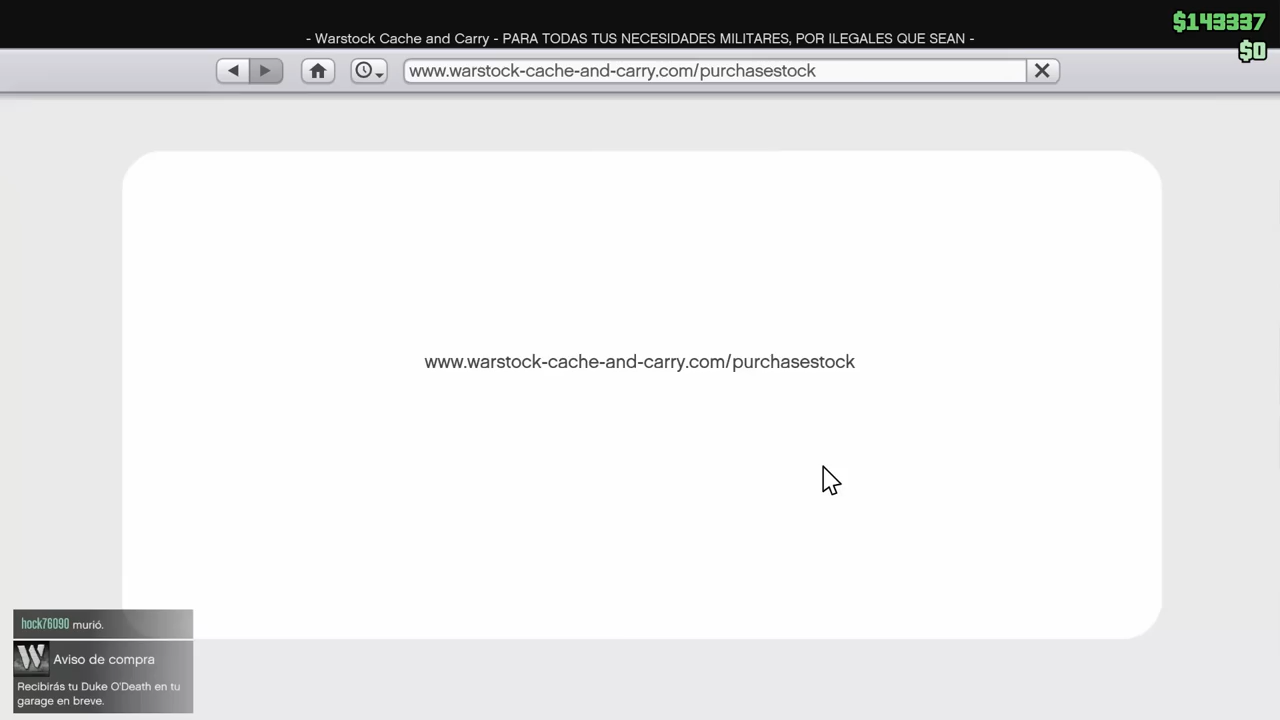 $143337
- Warstock Cache and Carry - PARA TODAS TUS NECESIDADES MILITARES, POR ILEGALES QUE SEAN -
$0
www.warstock-cache-and-carry.com/purchasestock
www.warstock-cache-and-carry.com/purchasestock
hock76090 murió.
W
Aviso de compra
Recibirás tu Duke O'Death en tu
garage en breve.